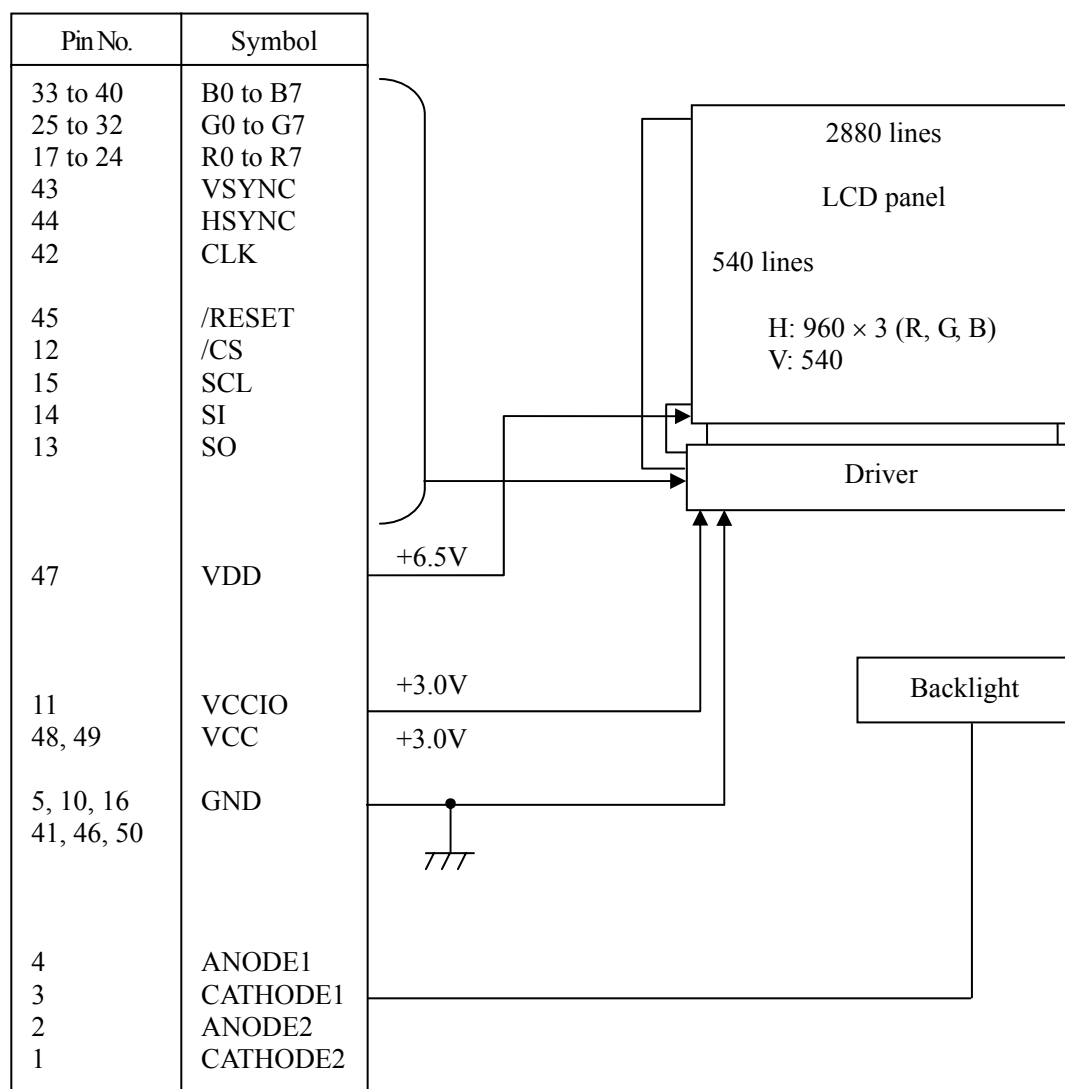 Pin No. Symbol
33 to 40 B0 to B7
25 to 32 G0 to G7
17 to 24 R0 to R7
43 VSYNC
44 HSYNC
42 CLK
45 /RESET
12 /CS
15 SCL
14 SI
13 SO
47 VDD
11 VCCIO
48, 49 VCC
5, 10, 16 GND
41, 46, 50
4 ANODE1
3 CATHODE1
2 ANODE2
1 CATHODE2
+6.5V
+3.0V
+3.0V
2880 lines
LCD panel
540 lines
H: 960 × 3 (R, G, B)
V: 540
Driver
Backlight